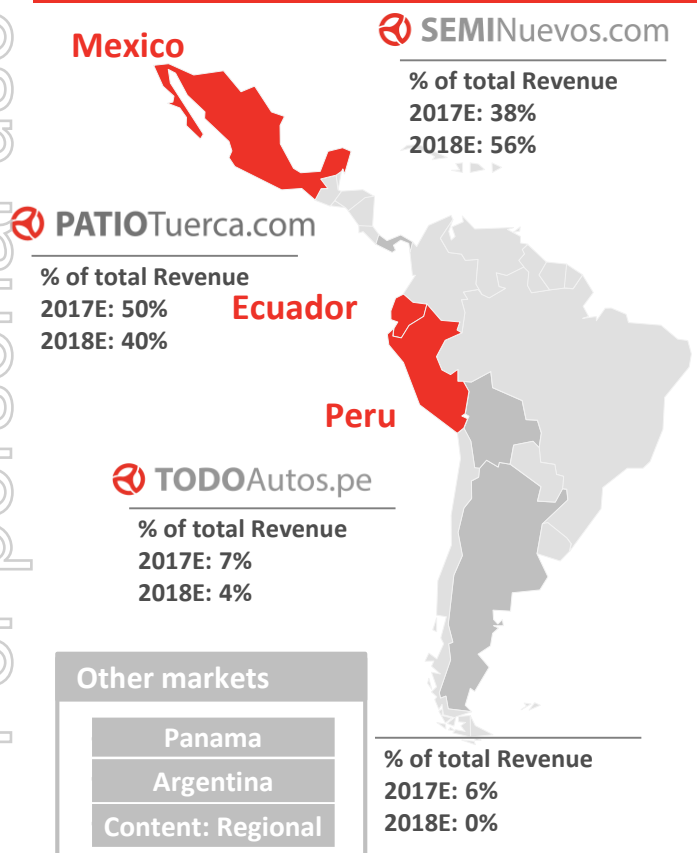 Mexico
SEMINuevos.com
% of total Revenue
2017E: 38%
2018E: 56%
PATIOTuerca.com
% of total Revenue
2017E: 50%
2018E: 40%
Ecuador
Peru
TODOAutos.pe
% of total Revenue
2017E: 7%
2018E: 4%
Other markets
Panama
Argentina
Content: Regional
% of total Revenue
2017E: 6%
2018E: 0%